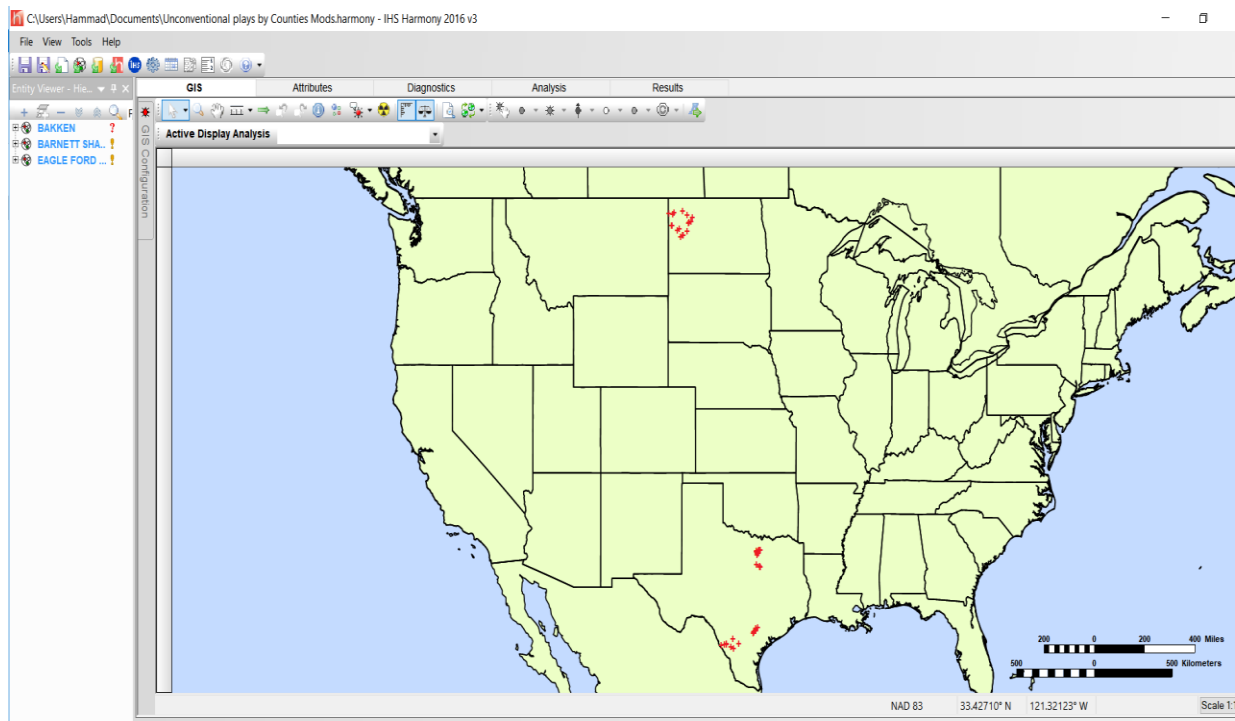 C:\Users\Hammad\Documents\Unconventional plays by Counties Mods.harmony - IHS Harmony 2016 v3
File View Tools Help
Entity Viewer - Hie...
GIS Attributes Diagnostics Analysis Results
Active Display Analysis
GIS Configuration
BAKKEN ?
BARNETT SHA.. !
EAGLE FORD ... !
200 0 200 400 Miles
500 0 500 Kilometers
NAD 83 33.42710° N 121.32123° W Scale 1: